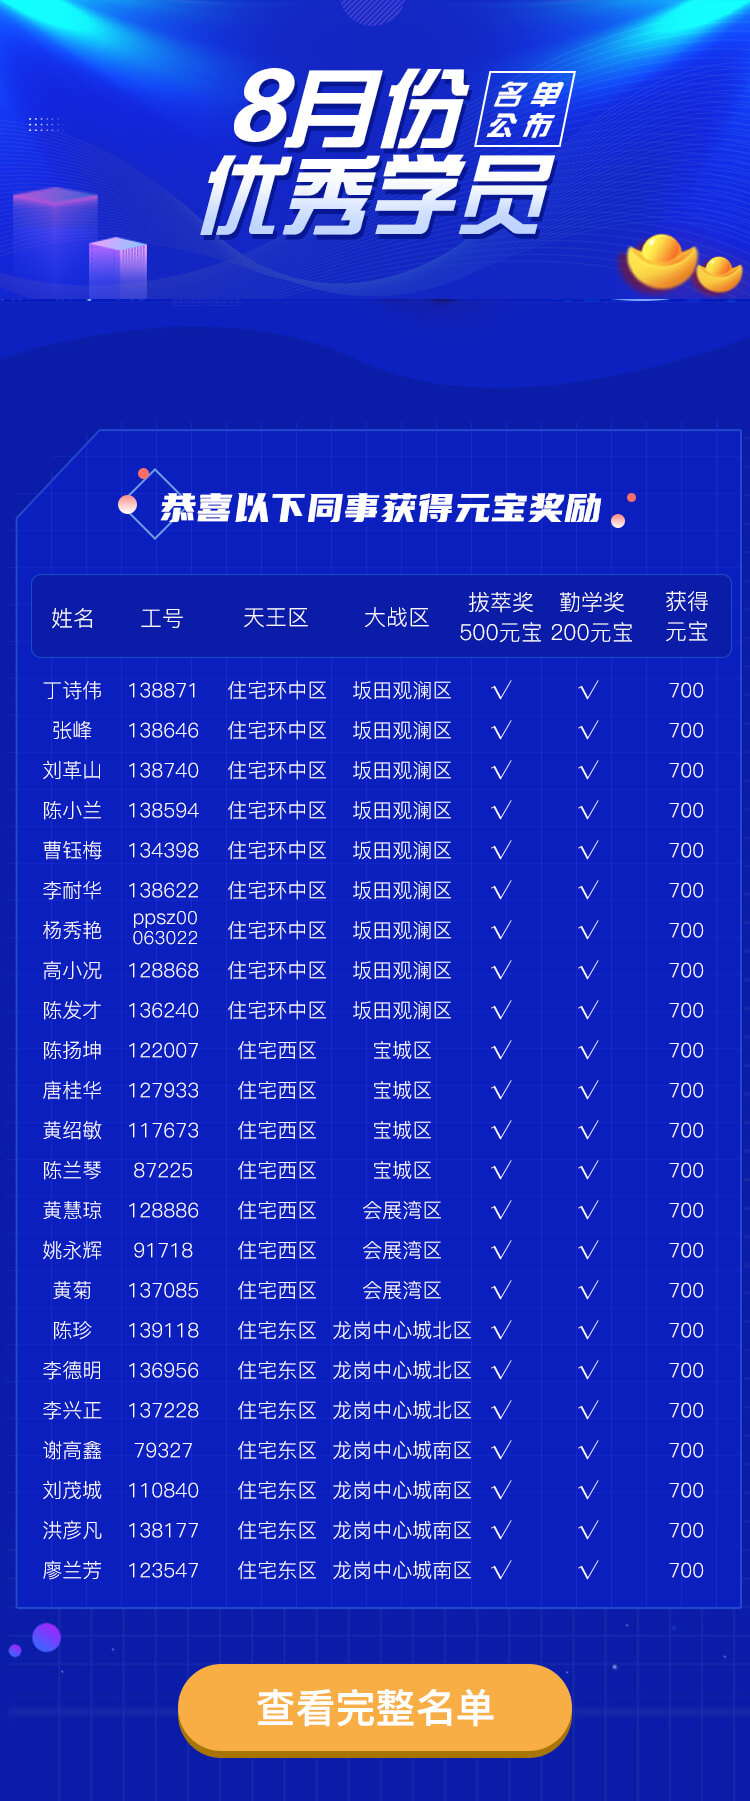 8月份
名单
公布
优秀学员
恭喜以下同事获得元宝奖励
姓名 工号 天王区 大战区 拔萃奖 500元宝 勤学奖 200元宝 获得 元宝
丁诗伟 138871 住宅环中区 坂田观澜区 √ √ 700
张峰 138646 住宅环中区 坂田观澜区 √ √ 700
刘革山 138740 住宅环中区 坂田观澜区 √ √ 700
陈小兰 138594 住宅环中区 坂田观澜区 √ √ 700
曹钰梅 134398 住宅环中区 坂田观澜区 √ √ 700
李耐华 138622 住宅环中区 坂田观澜区 √ √ 700
杨秀艳 ppsz00063022 住宅环中区 坂田观澜区 √ √ 700
高小况 128868 住宅环中区 坂田观澜区 √ √ 700
陈发才 136240 住宅环中区 坂田观澜区 √ √ 700
陈扬坤 122007 住宅西区 宝城区 √ √ 700
唐桂华 127933 住宅西区 宝城区 √ √ 700
黄绍敏 117673 住宅西区 宝城区 √ √ 700
陈兰琴 87225 住宅西区 宝城区 √ √ 700
黄慧琼 128886 住宅西区 会展湾区 √ √ 700
姚永辉 91718 住宅西区 会展湾区 √ √ 700
黄菊 137085 住宅西区 会展湾区 √ √ 700
陈珍 139118 住宅东区 龙岗中心城北区 √ √ 700
李德明 136956 住宅东区 龙岗中心城北区 √ √ 700
李兴正 137228 住宅东区 龙岗中心城北区 √ √ 700
谢高鑫 79327 住宅东区 龙岗中心城南区 √ √ 700
刘茂城 110840 住宅东区 龙岗中心城南区 √ √ 700
洪彦凡 138177 住宅东区 龙岗中心城南区 √ √ 700
廖兰芳 123547 住宅东区 龙岗中心城南区 √ √ 700
查看完整名单